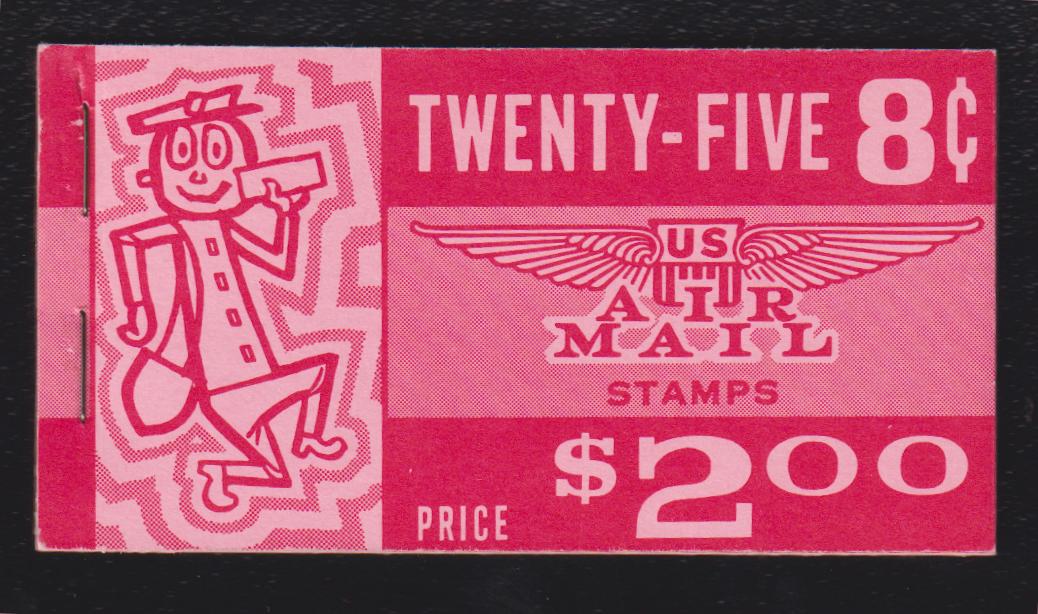 TWENTY-FIVE 8¢
US
AIR
MAIL
STAMPS
PRICE $2.00